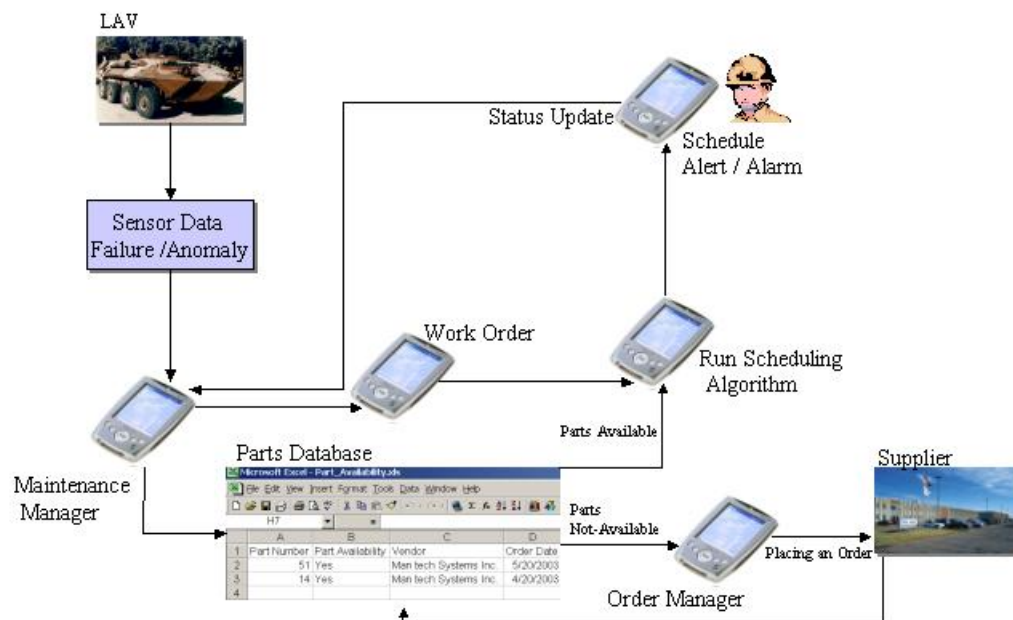 LAV
Status Update
Schedule
Alert / Alarm
Sensor Data
Failure /Anomaly
Work Order
Run Scheduling
Algorithm
Parts Available
Maintenance
Manager
Parts Database
Microsoft Excel - Part_Availability.xls
File Edit View Insert Format Tools Data Window Help
H7 =
A B C D
1 Part Number Part Availability Vendor Order Date
2 51 Yes Man tech Systems Inc. 5/20/2003
3 14 Yes Man tech Systems Inc. 4/20/2003
4
Parts
Not-Available
Order Manager
Placing an Order
Supplier